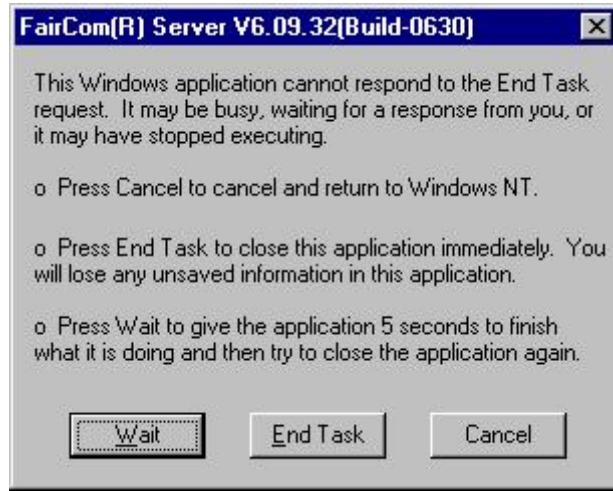 FairCom(R) Server V6.09.32(Build-0630)
This Windows application cannot respond to the End Task
request.  It may be busy, waiting for a response from you, or
it may have stopped executing.
o  Press Cancel to cancel and return to Windows NT.
o  Press End Task to close this application immediately.  You
will lose any unsaved information in this application.
o  Press Wait to give the application 5 seconds to finish
what it is doing and then try to close the application again.
Wait End Task Cancel